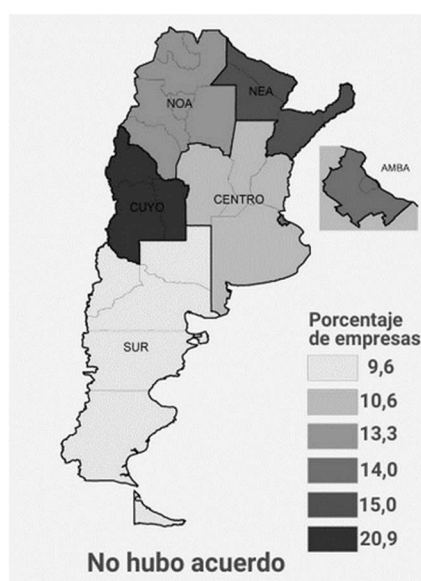 NOA
NEA
AMBA
CUYO
CENTRO
SUR
Porcentaje
de empresas
9,6
10,6
13,3
14,0
15,0
20,9
No hubo acuerdo